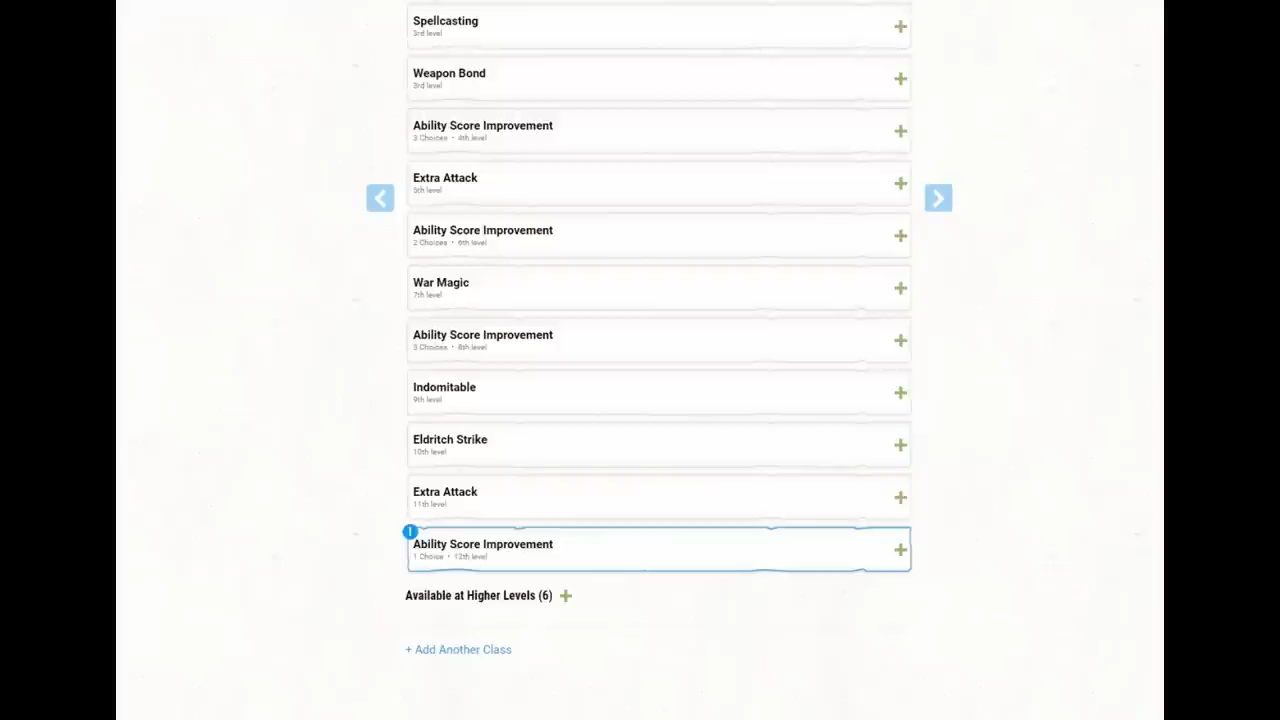 Spellcasting
3rd level
Weapon Bond
3rd level
Ability Score Improvement
3 Choices • 4th level
Extra Attack
5th level
Ability Score Improvement
2 Choices • 6th level
War Magic
7th level
Ability Score Improvement
3 Choices • 8th level
Indomitable
9th level
Eldritch Strike
10th level
Extra Attack
11th level
!
Ability Score Improvement
1 Choice • 12th level
Available at Higher Levels (6) +
+ Add Another Class